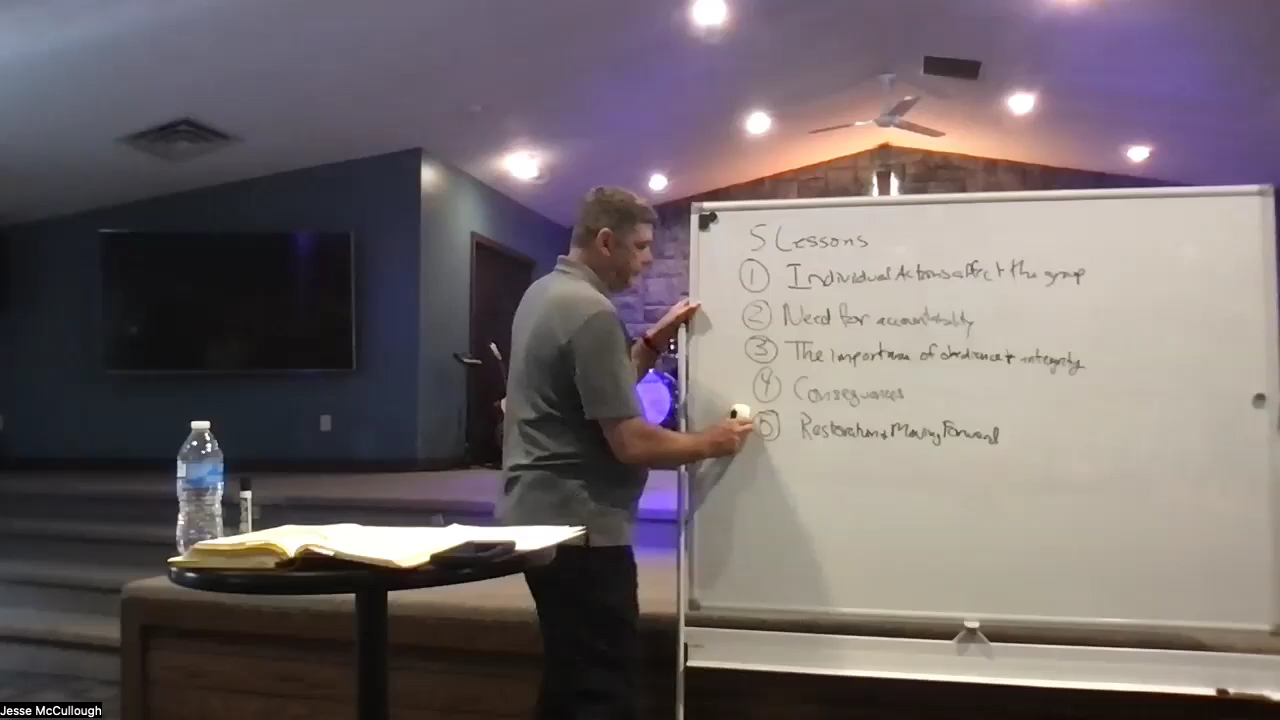 5 Lessons
① Individual Actions affect the group
② Need for accountability
③ The importance of obedience & integrity
④ Consequences
⑤ Restoration & Moving Forward
Jesse McCullough